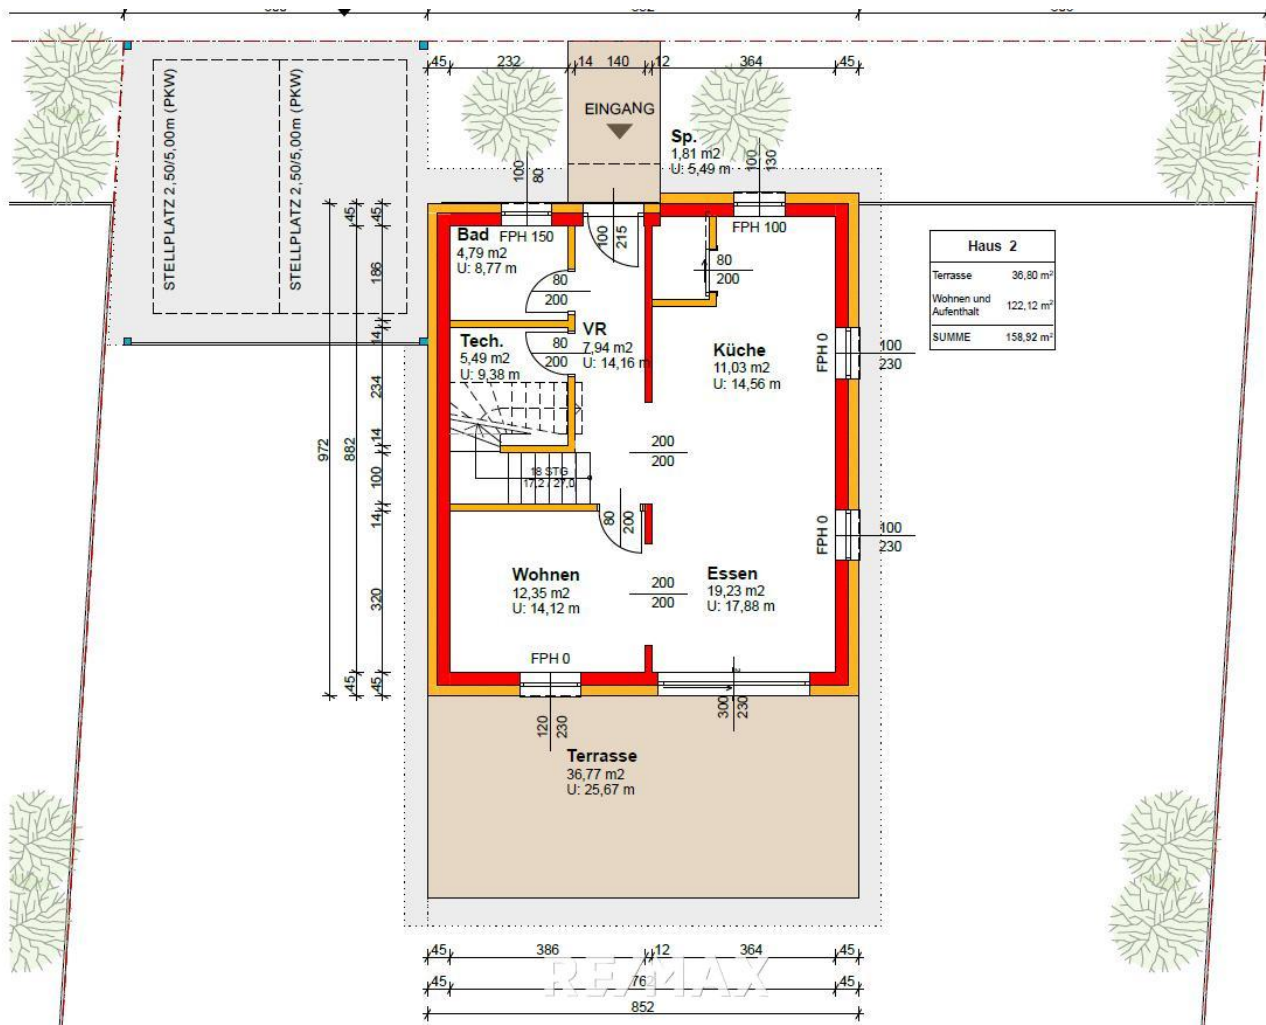 45 232 14 140 12 364 45
STELLPLATZ 2,50/5,00m (PKW)
STELLPLATZ 2,50/5,00m (PKW)
EINGANG
Sp.
1,81 m2
U: 5,49 m
100
80
100
130
Bad
FPH 150
4,79 m2
U: 8,77 m
100
215
FPH 100
80
200
80
200
Haus 2
Terrasse 36,80 m²
Wohnen und
Aufenthalt 122,12 m²
SUMME 158,92 m²
Tech.
5,49 m2
U: 9,38 m
80
200
VR
7,94 m2
U: 14,16 m
Küche
11,03 m2
U: 14,56 m
FPH 0
100
230
972
45
882
45
45
186
14
234
14
100
14
320
45
200
200
18 STG
17,2 / 27,0
80
200
FPH 0
100
230
Wohnen
12,35 m2
U: 14,12 m
200
200
Essen
19,23 m2
U: 17,88 m
FPH 0
120
230
300
230
Terrasse
36,77 m2
U: 25,67 m
45 386 12 364 45
RE/MAX
45 762 45
852